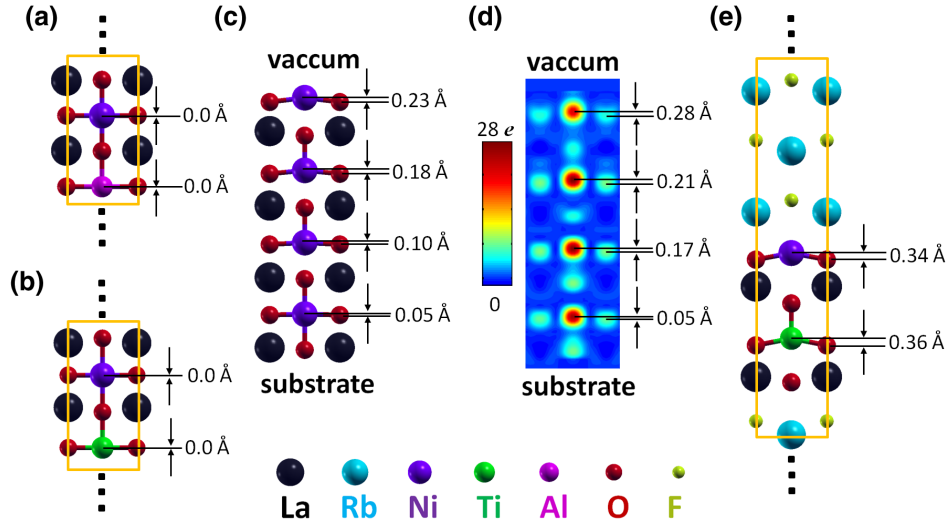 (a)
0.0 Å
0.0 Å
(b)
0.0 Å
0.0 Å
(c)
vaccum
0.23 Å
0.18 Å
0.10 Å
0.05 Å
substrate
(d)
vaccum
28 e
0
0.28 Å
0.21 Å
0.17 Å
0.05 Å
substrate
(e)
0.34 Å
0.36 Å
La Rb Ni Ti Al O F